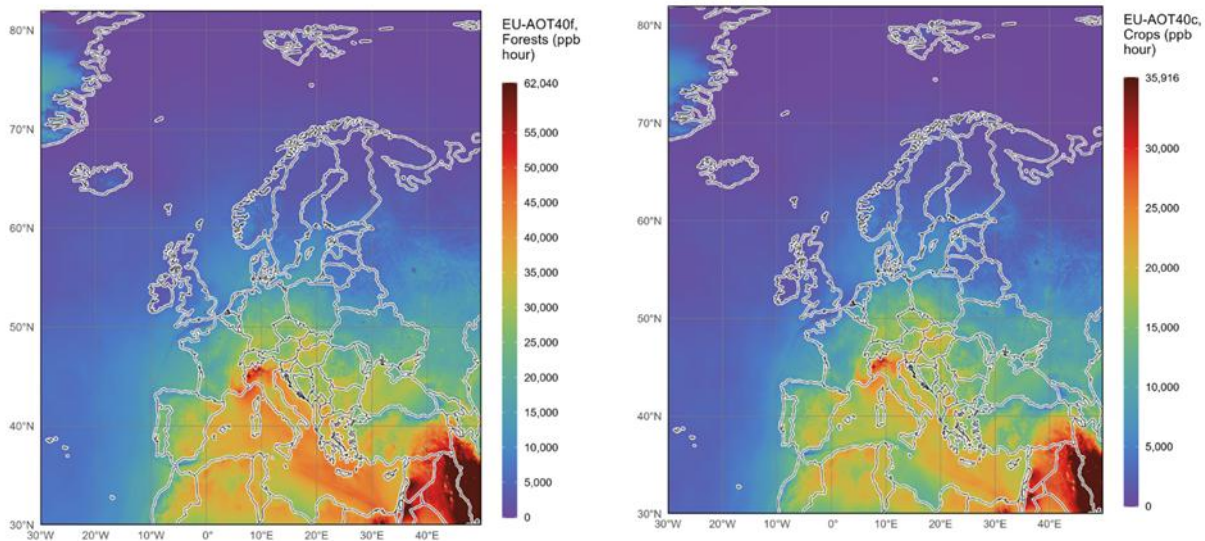 EU-AOT40f,
Forests (ppb
hour)
62,040
55,000
50,000
45,000
40,000
35,000
30,000
25,000
20,000
15,000
10,000
5,000
0
80°N
70°N
60°N
50°N
40°N
30°N
30°W 20°W 10°W 0° 10°E 20°E 30°E 40°E
EU-AOT40c,
Crops (ppb
hour)
35,916
30,000
25,000
20,000
15,000
10,000
5,000
0
80°N
70°N
60°N
50°N
40°N
30°N
30°W 20°W 10°W 0° 10°E 20°E 30°E 40°E